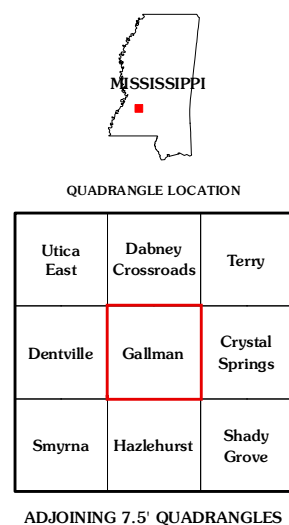 MISSISSIPPI
QUADRANGLE LOCATION
Utica
East
Dabney
Crossroads
Terry
Dentville
Gallman
Crystal
Springs
Smyrna
Hazlehurst
Shady
Grove
ADJOINING 7.5' QUADRANGLES